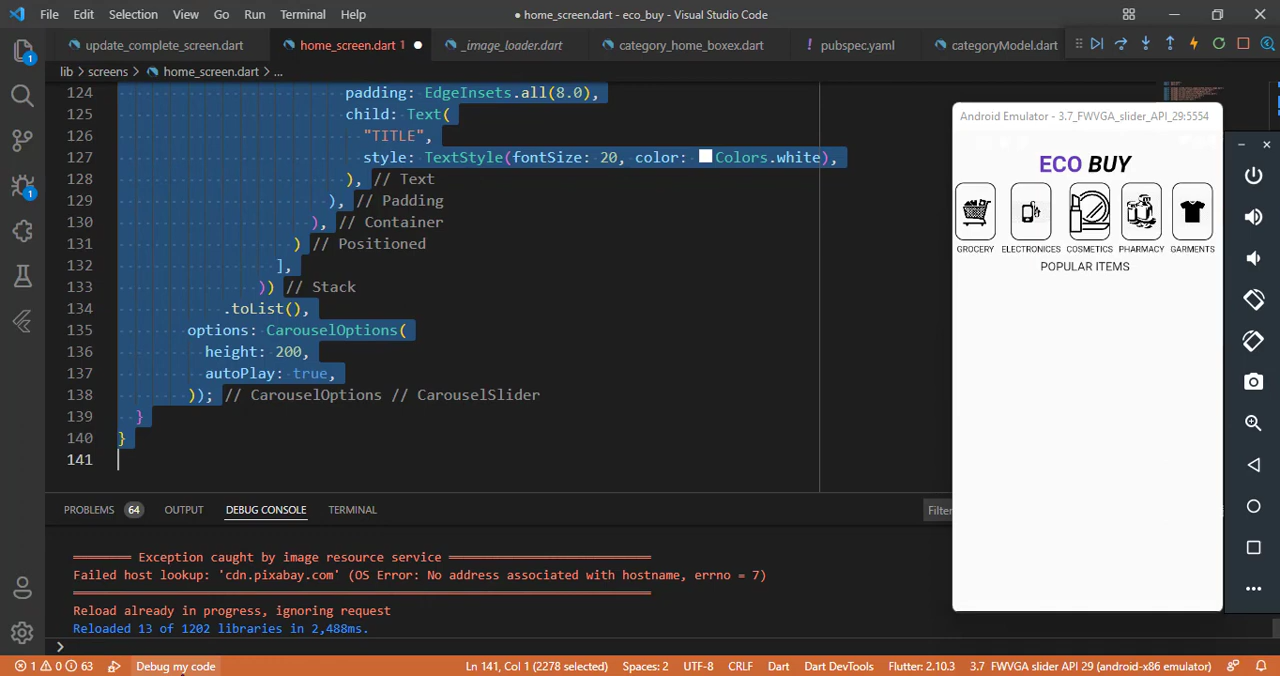 File Edit Selection View Go Run Terminal Help ● home_screen.dart - eco_buy - Visual Studio Code
update_complete_screen.dart home_screen.dart 1 ● _image_loader.dart category_home_boxex.dart ! pubspec.yaml categoryModel.dart
1
lib > screens > home_screen.dart > ...
124 padding: EdgeInsets.all(8.0),
125 child: Text(
126 "TITLE",
127 style: TextStyle(fontSize: 20, color: Colors.white),
128 ), // Text
129 ), // Padding
130 ), // Container
131 ) // Positioned
132 ],
133 )) // Stack
134 .toList(),
135 options: CarouselOptions(
136 height: 200,
137 autoPlay: true,
138 )); // CarouselOptions // CarouselSlider
139 }
140 }
141
1
PROBLEMS 64 OUTPUT DEBUG CONSOLE TERMINAL Filter
════════ Exception caught by image resource service ════════════════════════════
Failed host lookup: 'cdn.pixabay.com' (OS Error: No address associated with hostname, errno = 7)
════════════════════════════════════════════════════════════════════════════════
Reload already in progress, ignoring request
Reloaded 13 of 1202 libraries in 2,488ms.
>
1 0 63 Debug my code Ln 141, Col 1 (2278 selected) Spaces: 2 UTF-8 CRLF Dart Dart DevTools Flutter: 2.10.3 3.7 FWVGA slider API 29 (android-x86 emulator)
Android Emulator - 3.7_FWVGA_slider_API_29:5554
ECO BUY
GROCERY ELECTRONICES COSMETICS PHARMACY GARMENTS
POPULAR ITEMS